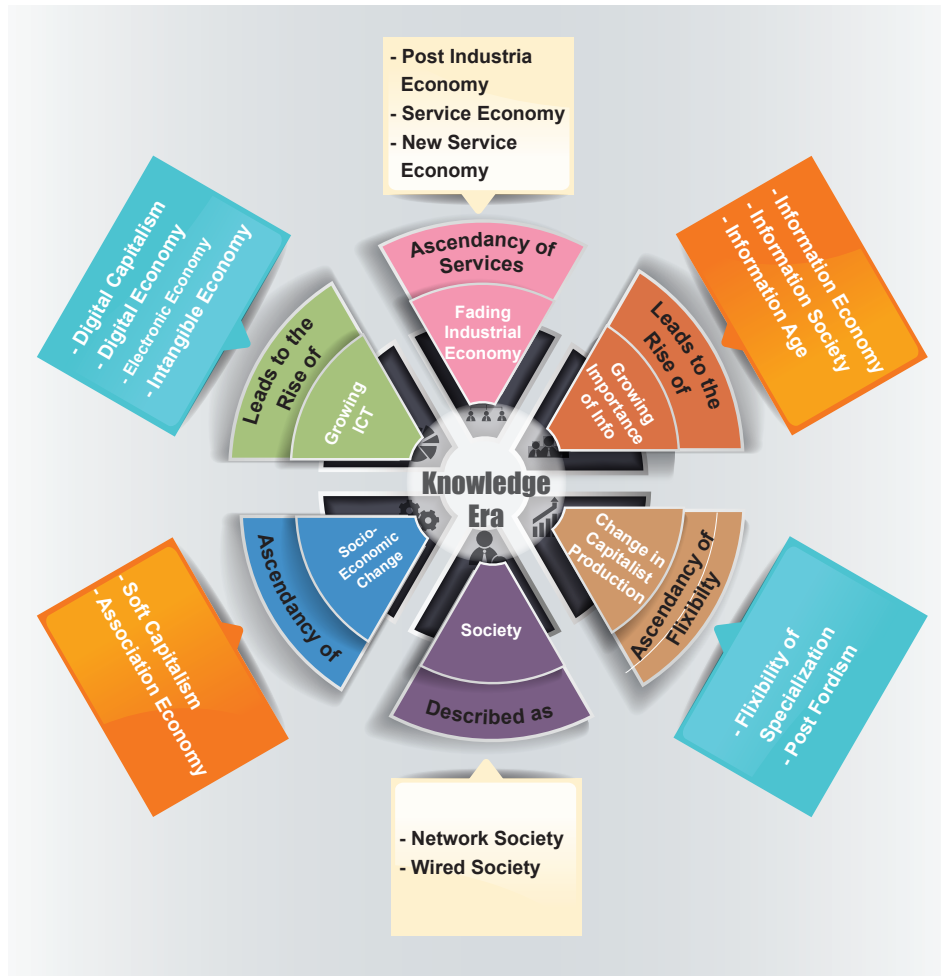 - Post Industria
Economy
- Service Economy
- New Service
Economy
Ascendancy of
Services
Fading
Industrial
Economy
- Information Economy
- Information Society
- Information Age
Leads to the
Rise of
Growing
Importance
of Info
- Flixibility of
Specialization
- Post Fordism
Ascendancy of
Flixibilty
Change in
Capitalist
Production
Society
Described as
- Network Society
- Wired Society
- Soft Capitalism
- Association Economy
Ascendancy of
Socio-
Economic
Change
- Digital Capitalism
- Digital Economy
- Electronic Economy
- Intangible Economy
Leads to the
Rise of
Growing
ICT
Knowledge
Era